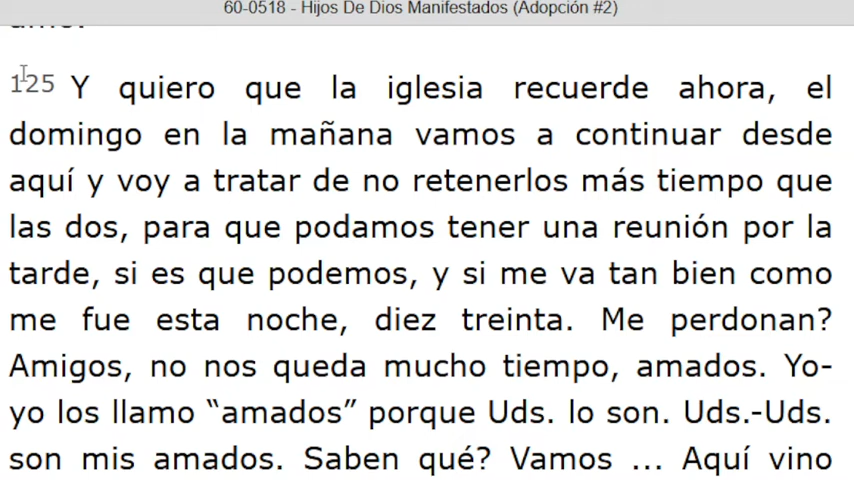 60-0518 - Hijos De Dios Manifestados (Adopción #2)
125 Y quiero que la iglesia recuerde ahora, el
domingo en la mañana vamos a continuar desde
aquí y voy a tratar de no retenerlos más tiempo que
las dos, para que podamos tener una reunión por la
tarde, si es que podemos, y si me va tan bien como
me fue esta noche, diez treinta. Me perdonan?
Amigos, no nos queda mucho tiempo, amados. Yo-
yo los llamo “amados” porque Uds. lo son. Uds.-Uds.
son mis amados. Saben qué? Vamos ... Aquí vino